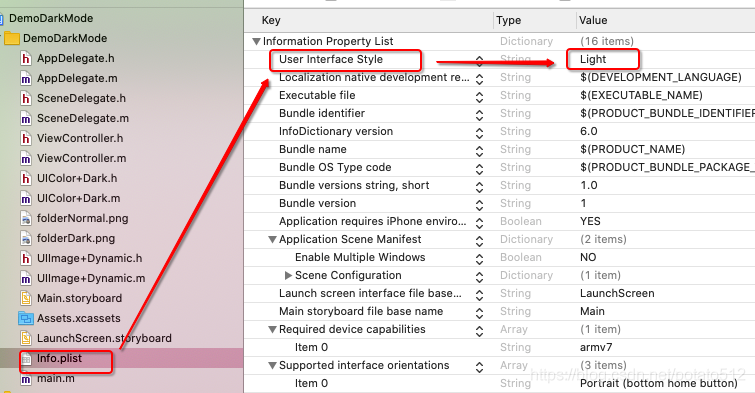 DemoDarkMode
DemoDarkMode
AppDelegate.h
AppDelegate.m
SceneDelegate.h
SceneDelegate.m
ViewController.h
ViewController.m
UIColor+Dark.h
UIColor+Dark.m
folderNormal.png
folderDark.png
UIImage+Dynamic.h
UIImage+Dynamic.m
Main.storyboard
Assets.xcassets
LaunchScreen.storyboard
Info.plist
main.m
Key Type Value
Information Property List Dictionary (16 items)
User Interface Style String Light
Localization native development re... String $(DEVELOPMENT_LANGUAGE)
Executable file String $(EXECUTABLE_NAME)
Bundle identifier String $(PRODUCT_BUNDLE_IDENTIFIER
InfoDictionary version String 6.0
Bundle name String $(PRODUCT_NAME)
Bundle OS Type code String $(PRODUCT_BUNDLE_PACKAGE_
Bundle versions string, short String 1.0
Bundle version String 1
Application requires iPhone enviro... Boolean YES
Application Scene Manifest Dictionary (2 items)
Enable Multiple Windows Boolean NO
Scene Configuration Dictionary (1 item)
Launch screen interface file base... String LaunchScreen
Main storyboard file base name String Main
Required device capabilities Array (1 item)
Item 0 String armv7
Supported interface orientations Array (3 items)
Item 0 String Portrait (bottom home button)
https://blog.csdn.net/potato512